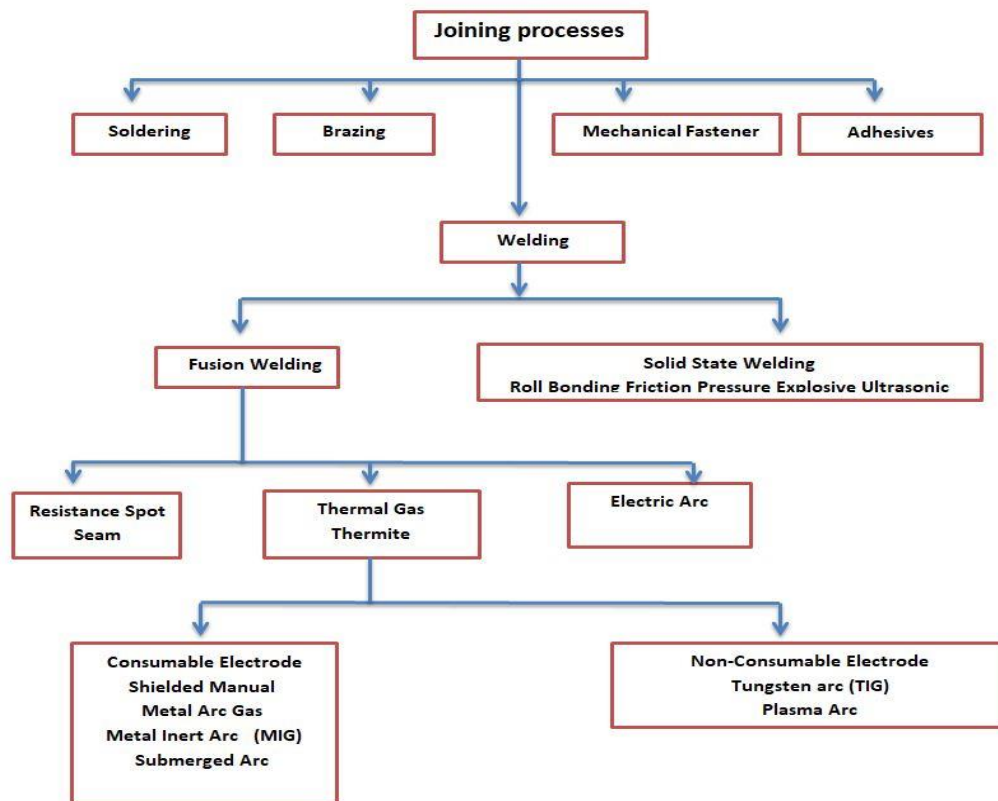 Joining processes
Soldering
Brazing
Mechanical Fastener
Adhesives
Welding
Fusion Welding
Solid State Welding
Roll Bonding Friction Pressure Explosive Ultrasonic
Resistance Spot
Seam
Thermal Gas
Thermite
Electric Arc
Consumable Electrode
Shielded Manual
Metal Arc Gas
Metal Inert Arc (MIG)
Submerged Arc
Non-Consumable Electrode
Tungsten arc (TIG)
Plasma Arc